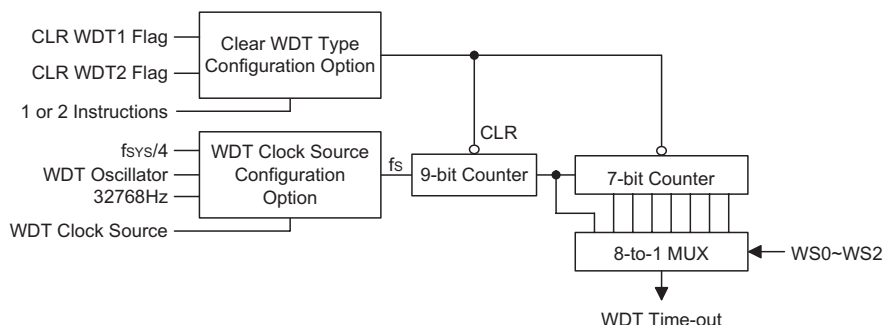 CLR WDT1 Flag
CLR WDT2 Flag
1 or 2 Instructions
Clear WDT Type
Configuration Option
CLR
fSYS/4
WDT Oscillator
32768Hz
WDT Clock Source
WDT Clock Source
Configuration
Option
fS
9-bit Counter
7-bit Counter
8-to-1 MUX
WS0~WS2
WDT Time-out